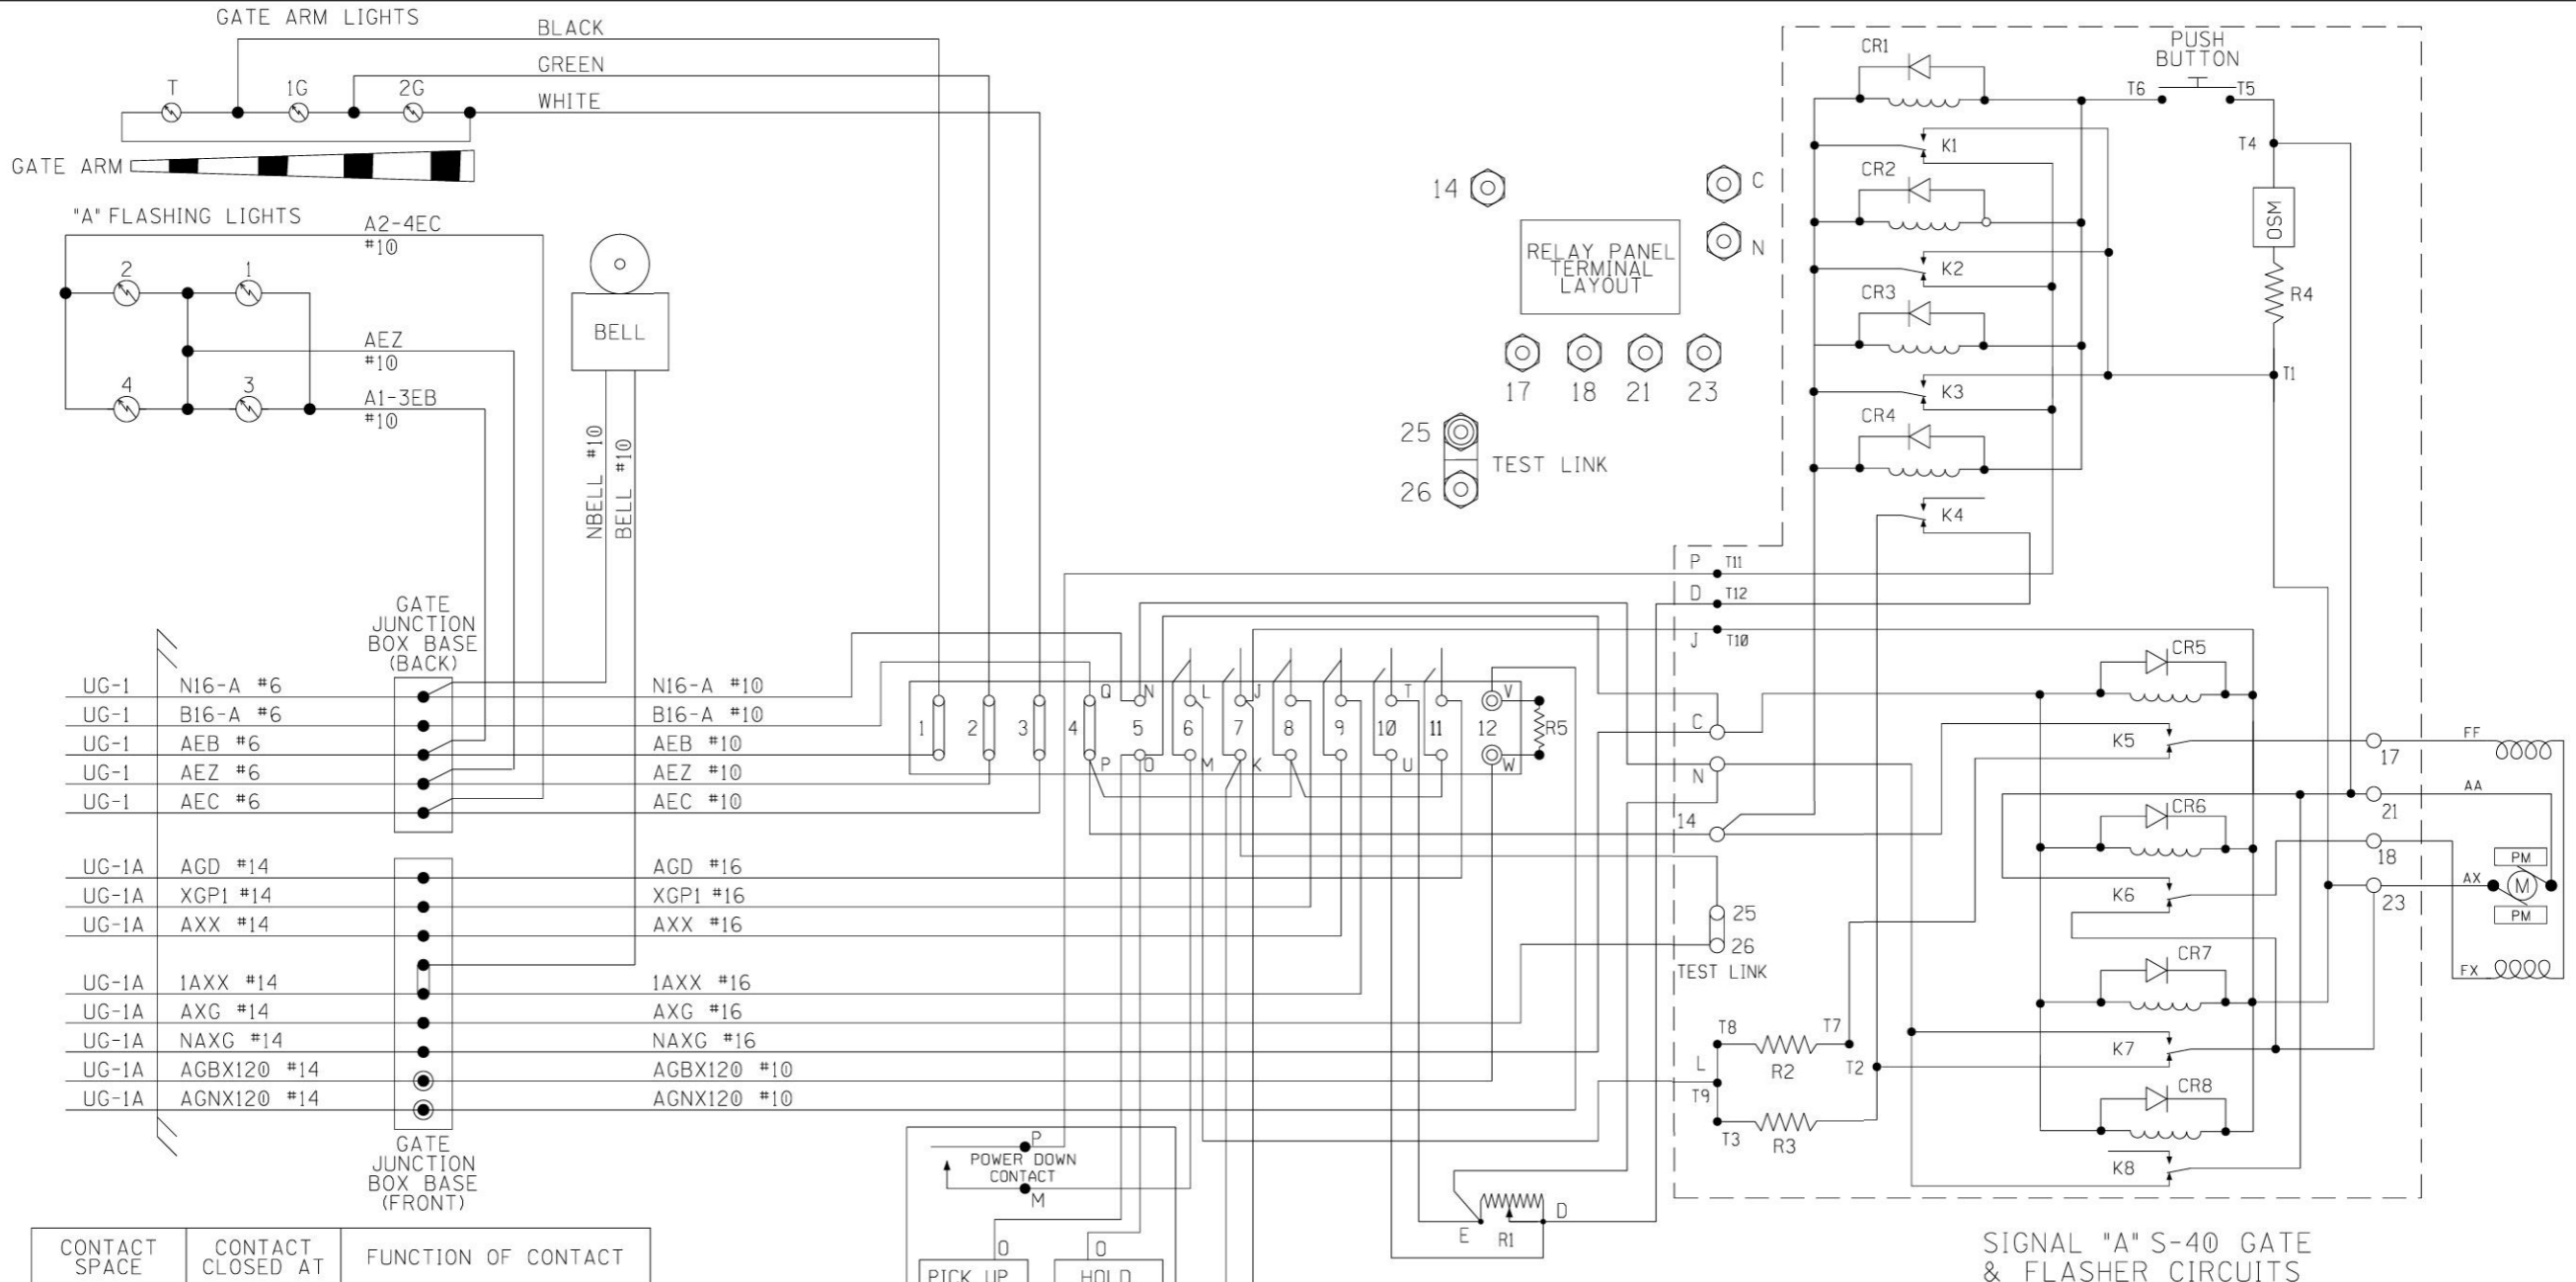 GATE ARM LIGHTS
BLACK
GREEN
WHITE
T
1G
2G
GATE ARM
"A" FLASHING LIGHTS
A2-4EC
#10
2
1
AEZ
#10
4
3
A1-3EB
#10
BELL
NBELL #10
BELL #10
GATE
JUNCTION
BOX BASE
(BACK)
UG-1 N16-A #6 N16-A #10
UG-1 B16-A #6 B16-A #10
UG-1 AEB #6 AEB #10
UG-1 AEZ #6 AEZ #10
UG-1 AEC #6 AEC #10
UG-1A AGD #14 AGD #16
UG-1A XGP1 #14 XGP1 #16
UG-1A AXX #14 AXX #16
UG-1A 1AXX #14 1AXX #16
UG-1A AXG #14 AXG #16
UG-1A NAXG #14 NAXG #16
UG-1A AGBX120 #14 AGBX120 #10
UG-1A AGNX120 #14 AGNX120 #10
GATE
JUNCTION
BOX BASE
(FRONT)
CONTACT
SPACE
CONTACT
CLOSED AT
FUNCTION OF CONTACT
Q N L J T V
1 2 3 4 5 6 7 8 9 10 11 12 R5
P O M K U W
P
POWER DOWN
CONTACT
M
O
PICK UP
O
HOLD
E
R1
D
14
C
N
RELAY PANEL
TERMINAL
LAYOUT
17 18 21 23
25
TEST LINK
26
CR1
K1
CR2
K2
CR3
K3
CR4
K4
PUSH
BUTTON
T6
T5
T4
OSM
R4
T1
P T11
D T12
J T10
C
N
14
25
26
TEST LINK
T8
R2
T7
L
T9
T2
T3
R3
CR5
K5
CR6
K6
CR7
K7
CR8
K8
17
FF
21
AA
18
23
AX
PM
M
PM
FX
SIGNAL "A" S-40 GATE
& FLASHER CIRCUITS